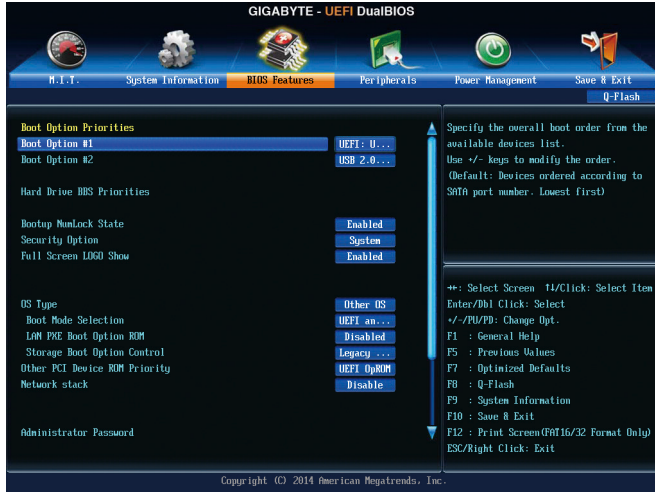 GIGABYTE - UEFI DualBIOS
M.I.T. System Information BIOS Features Peripherals Power Management Save & Exit
Q-Flash
Boot Option Priorities
Boot Option #1 UEFI: U...
Boot Option #2 USB 2.0...
Hard Drive BBS Priorities
Bootup NumLock State Enabled
Security Option System
Full Screen LOGO Show Enabled
OS Type Other OS
Boot Mode Selection UEFI an...
LAN PXE Boot Option ROM Disabled
Storage Boot Option Control Legacy ...
Other PCI Device ROM Priority UEFI OpROM
Network stack Disable
Administrator Password
Specify the overall boot order from the
available devices list.
Use +/- keys to modify the order.
(Default: Devices ordered according to
SATA port number. Lowest first)
→←: Select Screen ↑↓/Click: Select Item
Enter/Dbl Click: Select
+/-/PU/PD: Change Opt.
F1 : General Help
F5 : Previous Values
F7 : Optimized Defaults
F8 : Q-Flash
F9 : System Information
F10 : Save & Exit
F12 : Print Screen(FAT16/32 Format Only)
ESC/Right Click: Exit
Copyright (C) 2014 American Megatrends, Inc.